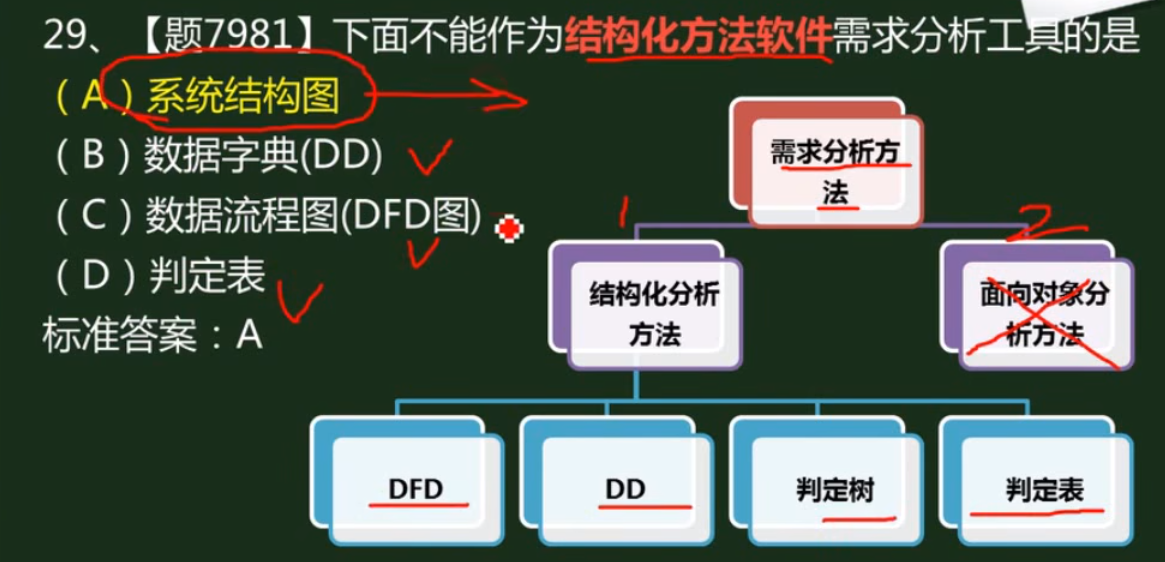 29、【题7981】下面不能作为结构化方法软件需求分析工具的是
（A）系统结构图
（B）数据字典(DD)
（C）数据流程图(DFD图)
（D）判定表
标准答案：A
需求分析方
法
1
2
结构化分析
方法
面向对象分
析方法
DFD
DD
判定树
判定表